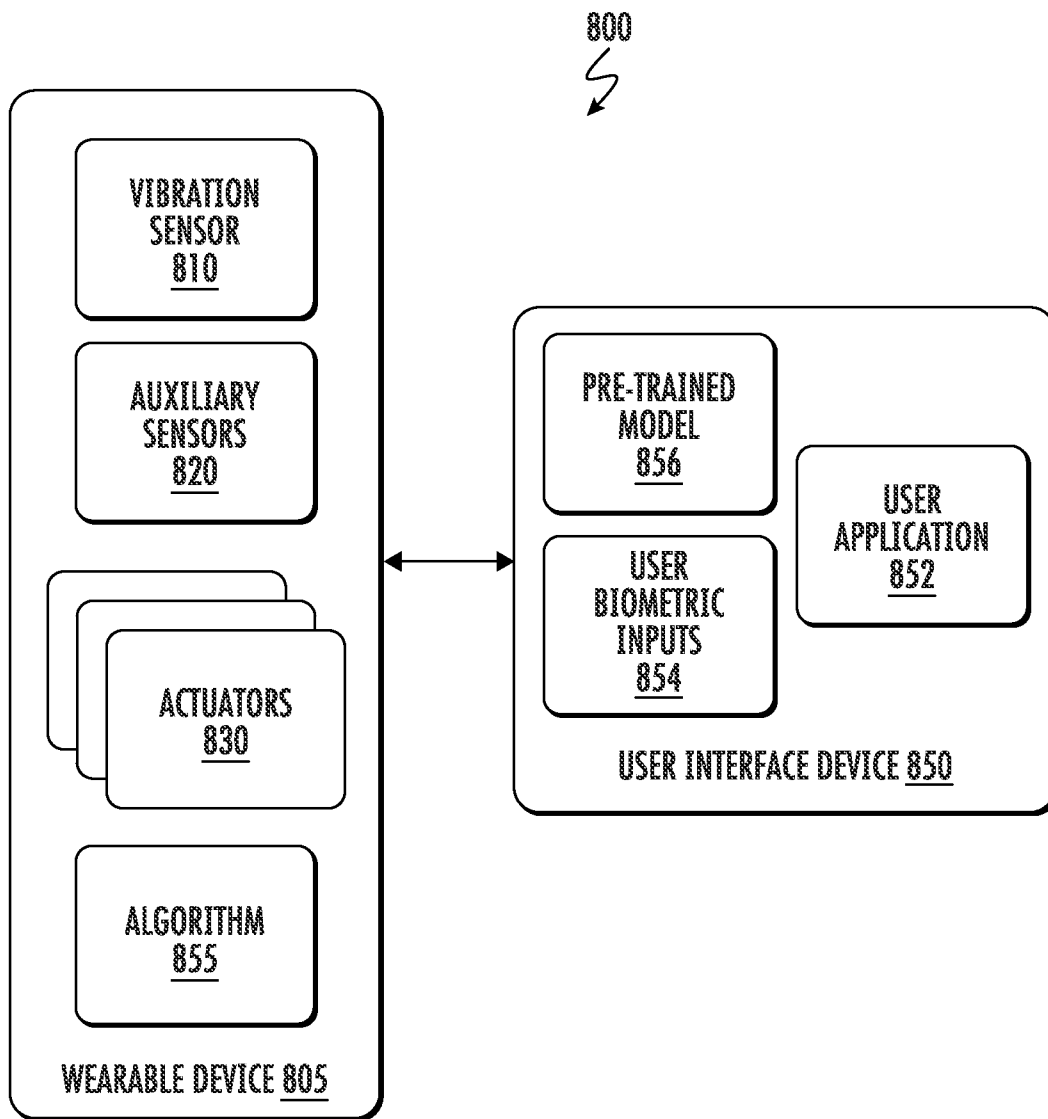 800
VIBRATION
SENSOR
810
AUXILIARY
SENSORS
820
ACTUATORS
830
ALGORITHM
855
WEARABLE DEVICE 805
PRE-TRAINED
MODEL
856
USER
BIOMETRIC
INPUTS
854
USER
APPLICATION
852
USER INTERFACE DEVICE 850